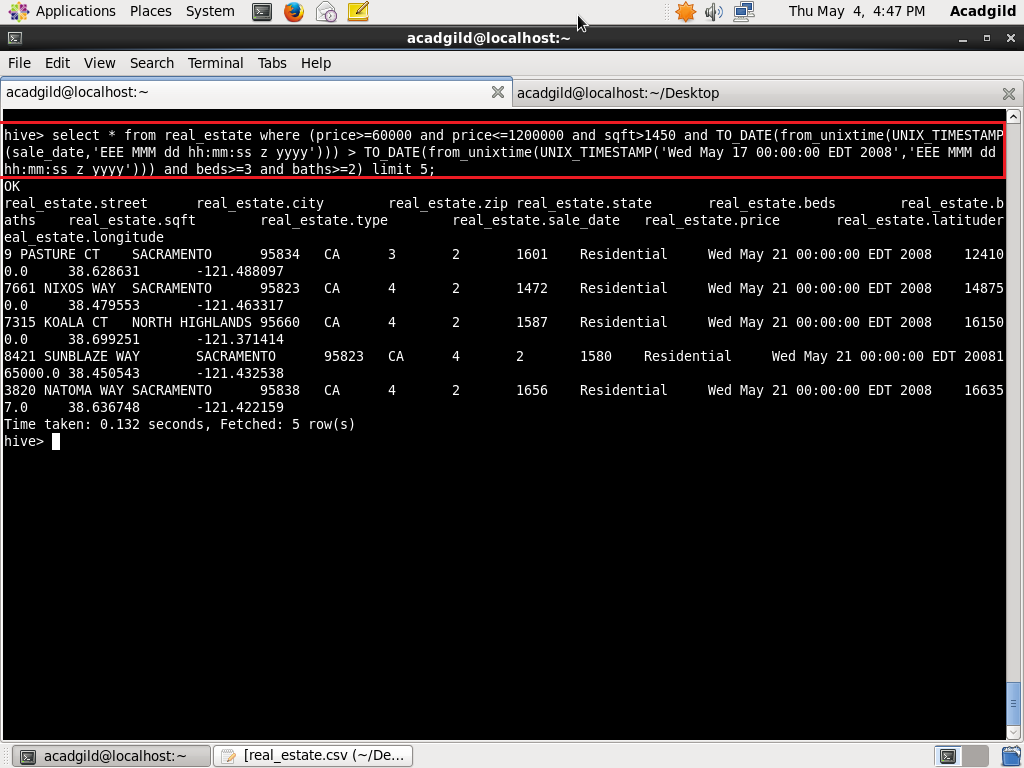 Applications Places System Thu May 4, 4:47 PM Acadgild
acadgild@localhost:~
File Edit View Search Terminal Tabs Help
acadgild@localhost:~ acadgild@localhost:~/Desktop
hive> select * from real_estate where (price>=60000 and price<=1200000 and sqft>1450 and TO_DATE(from_unixtime(UNIX_TIMESTAMP
(sale_date,'EEE MMM dd hh:mm:ss z yyyy'))) > TO_DATE(from_unixtime(UNIX_TIMESTAMP('Wed May 17 00:00:00 EDT 2008','EEE MMM dd
hh:mm:ss z yyyy'))) and beds>=3 and baths>=2) limit 5;
OK
real_estate.street real_estate.city real_estate.zip real_estate.state real_estate.beds real_estate.b
aths real_estate.sqft real_estate.type real_estate.sale_date real_estate.price real_estate.latituder
eal_estate.longitude
9 PASTURE CT SACRAMENTO 95834 CA 3 2 1601 Residential Wed May 21 00:00:00 EDT 2008 12410
0.0 38.628631 -121.488097
7661 NIXOS WAY SACRAMENTO 95823 CA 4 2 1472 Residential Wed May 21 00:00:00 EDT 2008 14875
0.0 38.479553 -121.463317
7315 KOALA CT NORTH HIGHLANDS 95660 CA 4 2 1587 Residential Wed May 21 00:00:00 EDT 2008 16150
0.0 38.699251 -121.371414
8421 SUNBLAZE WAY SACRAMENTO 95823 CA 4 2 1580 Residential Wed May 21 00:00:00 EDT 20081
65000.0 38.450543 -121.432538
3820 NATOMA WAY SACRAMENTO 95838 CA 4 2 1656 Residential Wed May 21 00:00:00 EDT 2008 16635
7.0 38.636748 -121.422159
Time taken: 0.132 seconds, Fetched: 5 row(s)
hive>
acadgild@localhost:~ [real_estate.csv (~/De...